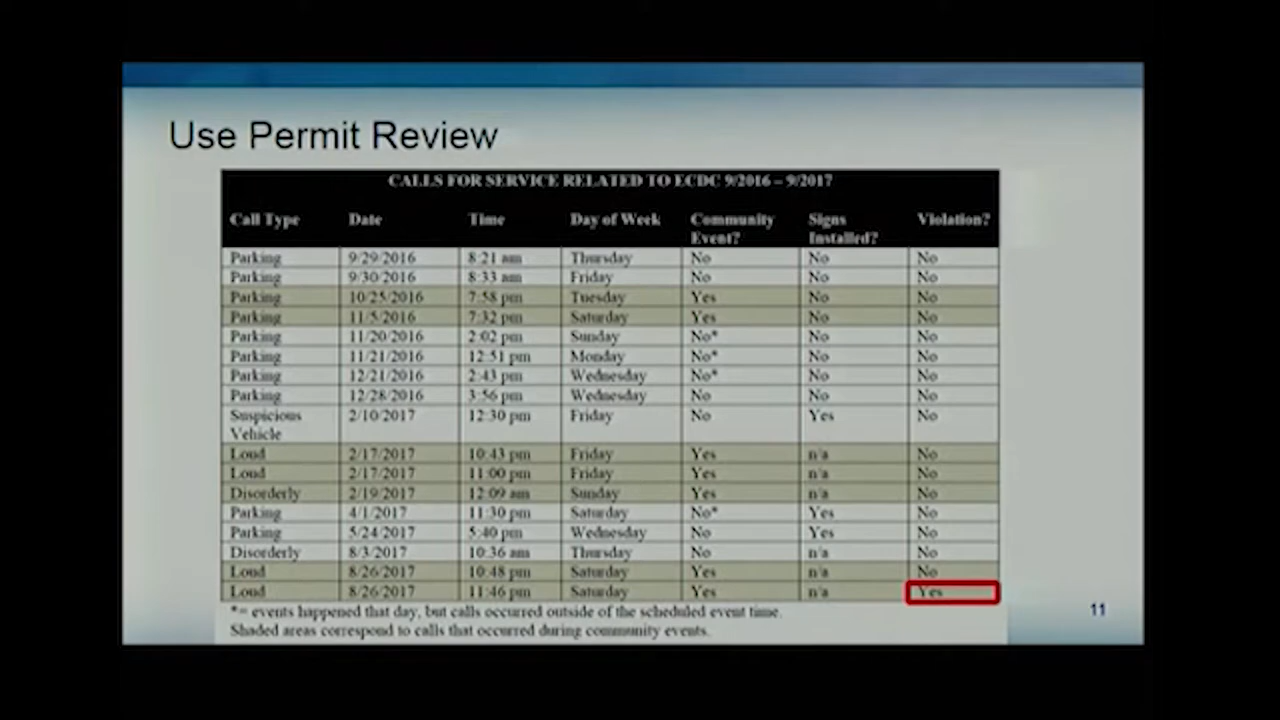 Use Permit Review
CALLS FOR SERVICE RELATED TO ECDC 9/2016 – 9/2017
Call Type Date Time Day of Week Community Event? Signs Installed? Violation?
Parking 9/29/2016 8:21 am Thursday No No No
Parking 9/30/2016 8:33 am Friday No No No
Parking 10/25/2016 7:58 pm Tuesday Yes No No
Parking 11/5/2016 7:32 pm Saturday Yes No No
Parking 11/20/2016 2:02 pm Sunday No* No No
Parking 11/21/2016 12:51 pm Monday No* No No
Parking 12/21/2016 2:43 pm Wednesday No* No No
Parking 12/28/2016 3:56 pm Wednesday No No No
Suspicious Vehicle 2/10/2017 12:30 pm Friday No Yes No
Loud 2/17/2017 10:43 pm Friday Yes n/a No
Loud 2/17/2017 11:00 pm Friday Yes n/a No
Disorderly 2/19/2017 12:09 am Sunday Yes n/a No
Parking 4/1/2017 11:30 pm Saturday No* Yes No
Parking 5/24/2017 5:40 pm Wednesday No Yes No
Disorderly 8/3/2017 10:36 am Thursday No n/a No
Loud 8/26/2017 10:48 pm Saturday Yes n/a No
Loud 8/26/2017 11:46 pm Saturday Yes n/a Yes
*= events happened that day, but calls occurred outside of the scheduled event time.
Shaded areas correspond to calls that occurred during community events.
11